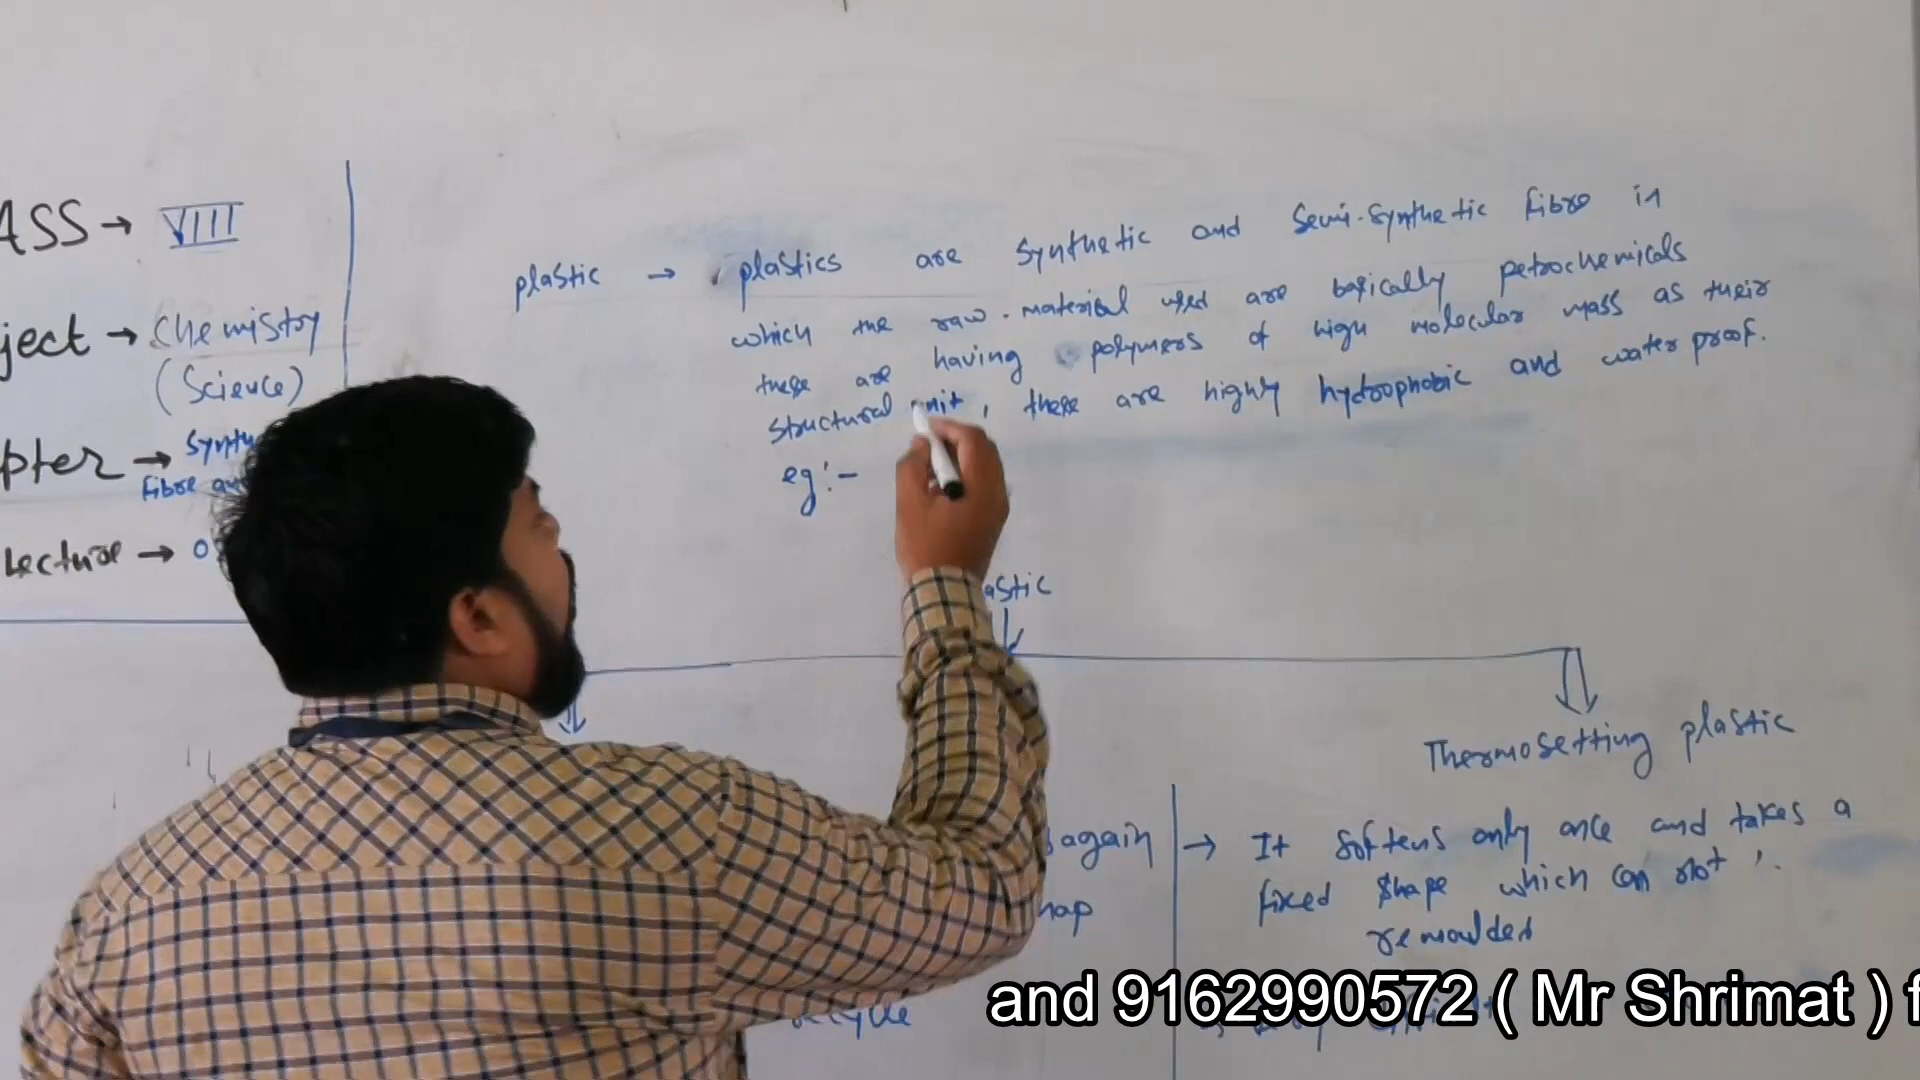 ASS → VIII
ject → Chemistry
(Science)
pter → Synthe
Fibre an
Lecture → 0
plastic → plastics are synthetic and Semi-synthetic fibre in
which the raw-material used are basically petrochemicals
these are having polymers of high molecular mass as their
structural unit, these are highly hydrophobic and water proof.
eg:-
astic
Thermosetting plastic
again
hap
→ It softens only once and takes a
fixed shape which can not
remoulded
and 9162990572 ( Mr Shrimat ) f